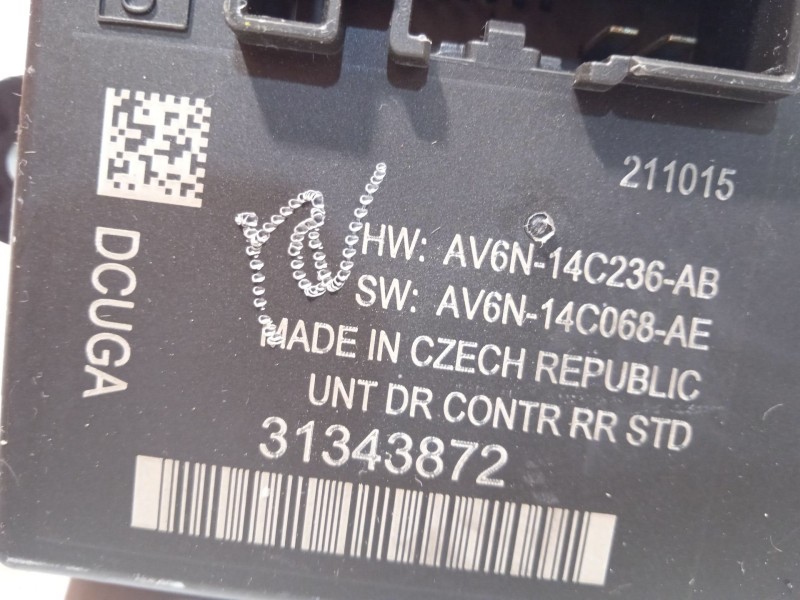 211015
HW: AV6N-14C236-AB
SW: AV6N-14C068-AE
MADE IN CZECH REPUBLIC
UNT DR CONTR RR STD
31343872
DCUGA